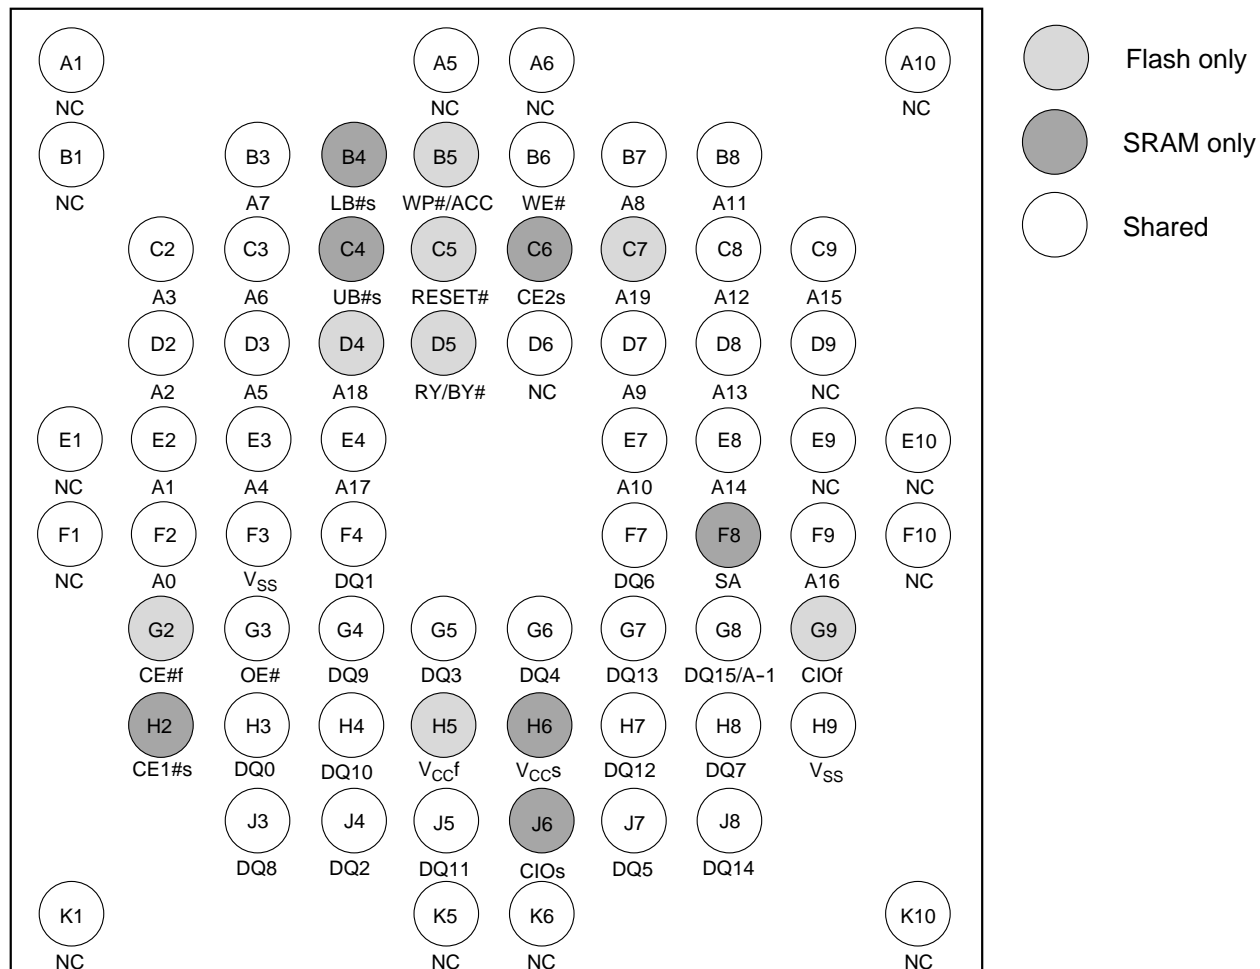 A1 A5 A6 A10 Flash only
NC NC NC NC
B1 B3 B4 B5 B6 B7 B8 SRAM only
NC A7 LB#s WP#/ACC WE# A8 A11
C2 C3 C4 C5 C6 C7 C8 C9 Shared
A3 A6 UB#s RESET# CE2s A19 A12 A15
D2 D3 D4 D5 D6 D7 D8 D9
A2 A5 A18 RY/BY# NC A9 A13 NC
E1 E2 E3 E4 E7 E8 E9 E10
NC A1 A4 A17 A10 A14 NC NC
F1 F2 F3 F4 F7 F8 F9 F10
NC A0 VSS DQ1 DQ6 SA A16 NC
G2 G3 G4 G5 G6 G7 G8 G9
CE#f OE# DQ9 DQ3 DQ4 DQ13 DQ15/A-1 CIOf
H2 H3 H4 H5 H6 H7 H8 H9
CE1#s DQ0 DQ10 VCCf VCCs DQ12 DQ7 VSS
J3 J4 J5 J6 J7 J8
DQ8 DQ2 DQ11 CIOs DQ5 DQ14
K1 K5 K6 K10
NC NC NC NC